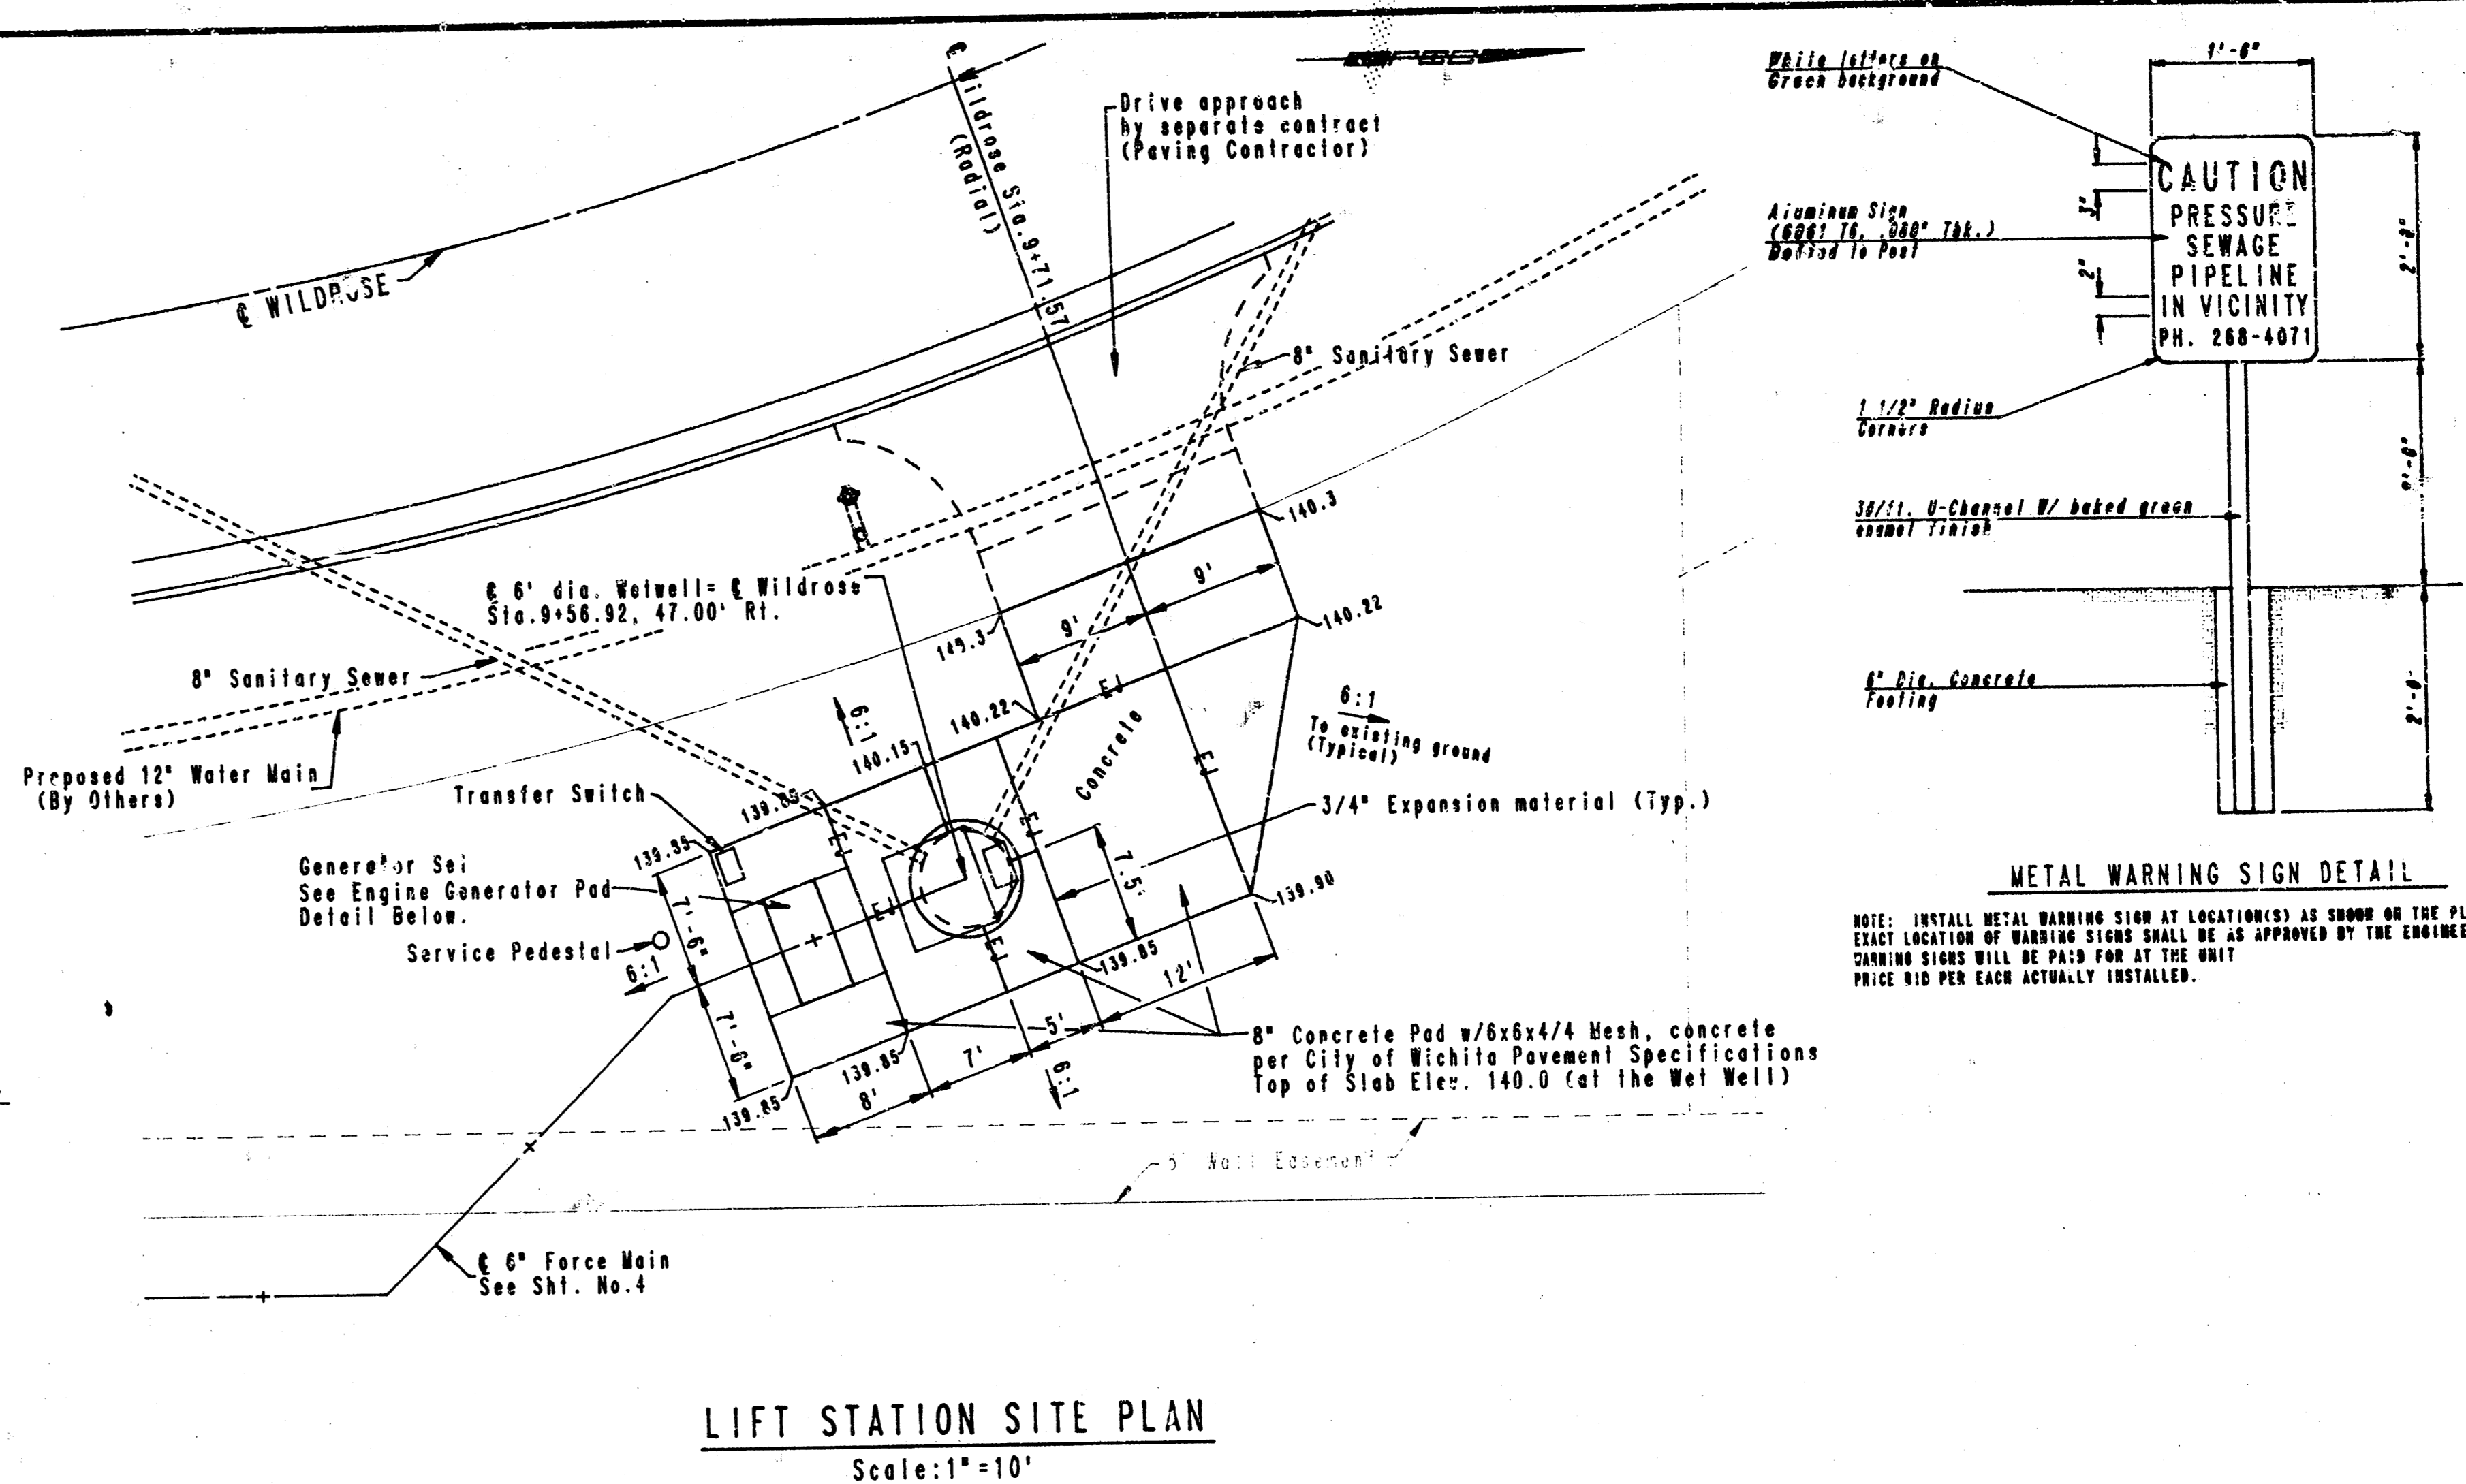 ℄ Wildrose Sta.9+71.57
(Radial)
Drive approach
by separate contract
(Paving Contractor)
℄ WILDROSE
8" Sanitary Sewer
140.3
9'
9'
℄ 6' dia. Wetwell= ℄ Wildrose
Sta.9+56.92, 47.00' Rt.
140.22
8" Sanitary Sewer
6:1
140.22
EJ
6:1
To existing ground
(Typical)
140.15
Concrete
EJ
Proposed 12" Water Main
(By Others)
Transfer Switch
EJ
EJ
3/4" Expansion material (Typ.)
Generator Set
See Engine Generator Pad
Detail Below.
7'-6"
EJ
7.5'
139.90
Service Pedestal
6:1
EJ
139.85
12'
7'-6"
5'
139.85
7'
6:1
8'
139.85
8" Concrete Pad w/6x6x4/4 Mesh, concrete
per City of Wichita Pavement Specifications
Top of Slab Elev. 140.0 (at the Wet Well)
Wall Easement
℄ 6" Force Main
See Sht. No.4
LIFT STATION SITE PLAN
Scale:1"=10'
White letters on
Green background
1'-6"
3"
2"
Aluminum Sign
Bolted to Post
CAUTION
PRESSURE
SEWAGE
PIPELINE
IN VICINITY
PH. 268-4071
1 1/2" Radius
Corners
U-Channel W/ baked green
enamel finish
6" Dia. Concrete
Footing
2'-0"
METAL WARNING SIGN DETAIL
NOTE: INSTALL METAL WARNING SIGN AT LOCATION(S) AS SHOWN ON THE PL
EXACT LOCATION OF WARNING SIGNS SHALL BE AS APPROVED BY THE ENGINEE
WARNING SIGNS WILL BE PAID FOR AT THE UNIT
PRICE BID PER EACH ACTUALLY INSTALLED.